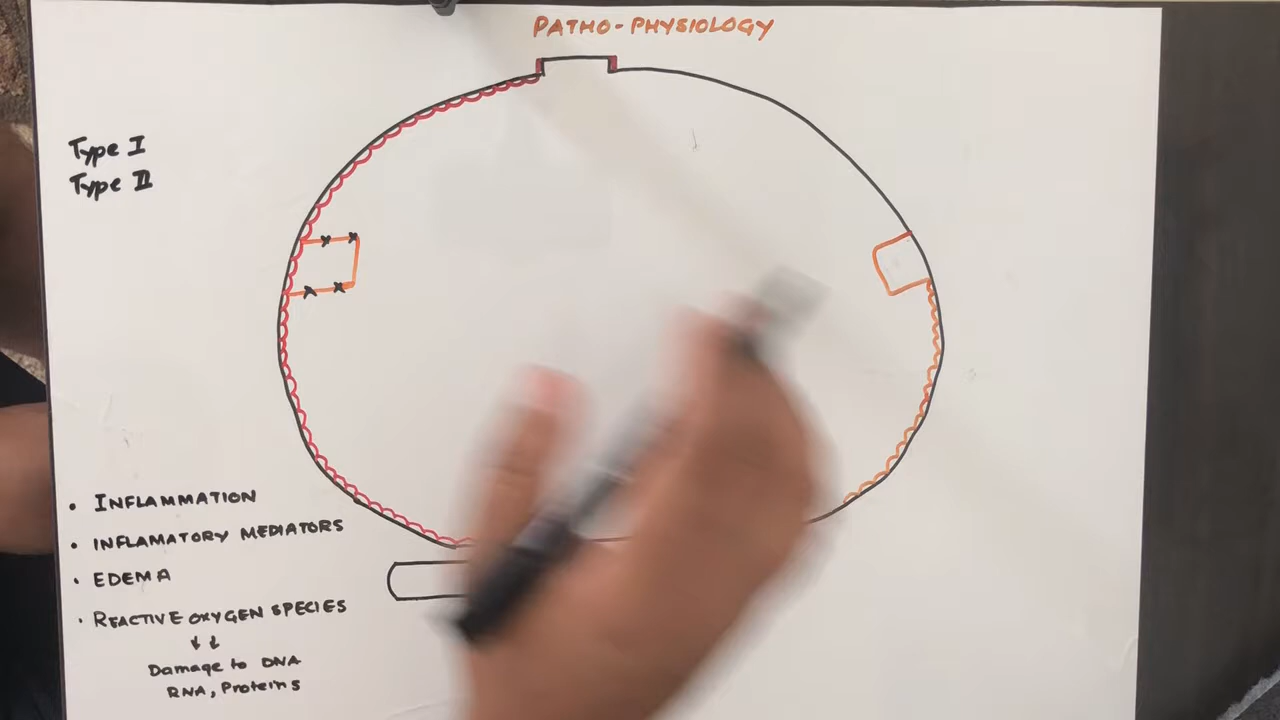 PATHO-PHYSIOLOGY
Type I
Type II
• INFLAMMATION
• INFLAMATORY MEDIATORS
• EDEMA
• REACTIVE OXYGEN SPECIES
↓ ↓
Damage to DNA
RNA, Proteins